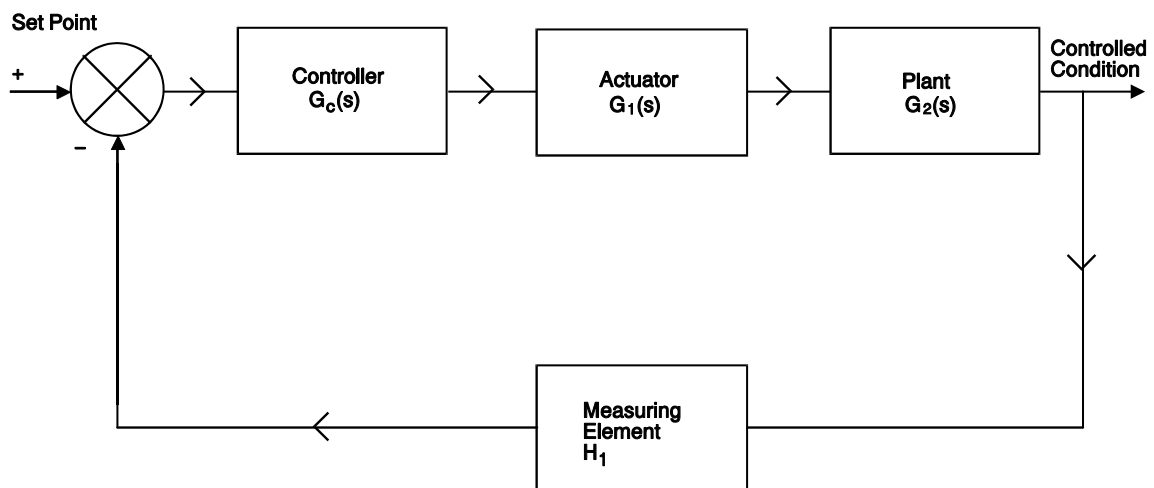 Set Point
+
−
Controller
Gc(s)
Actuator
G1(s)
Plant
G2(s)
Controlled
Condition
Measuring
Element
H1